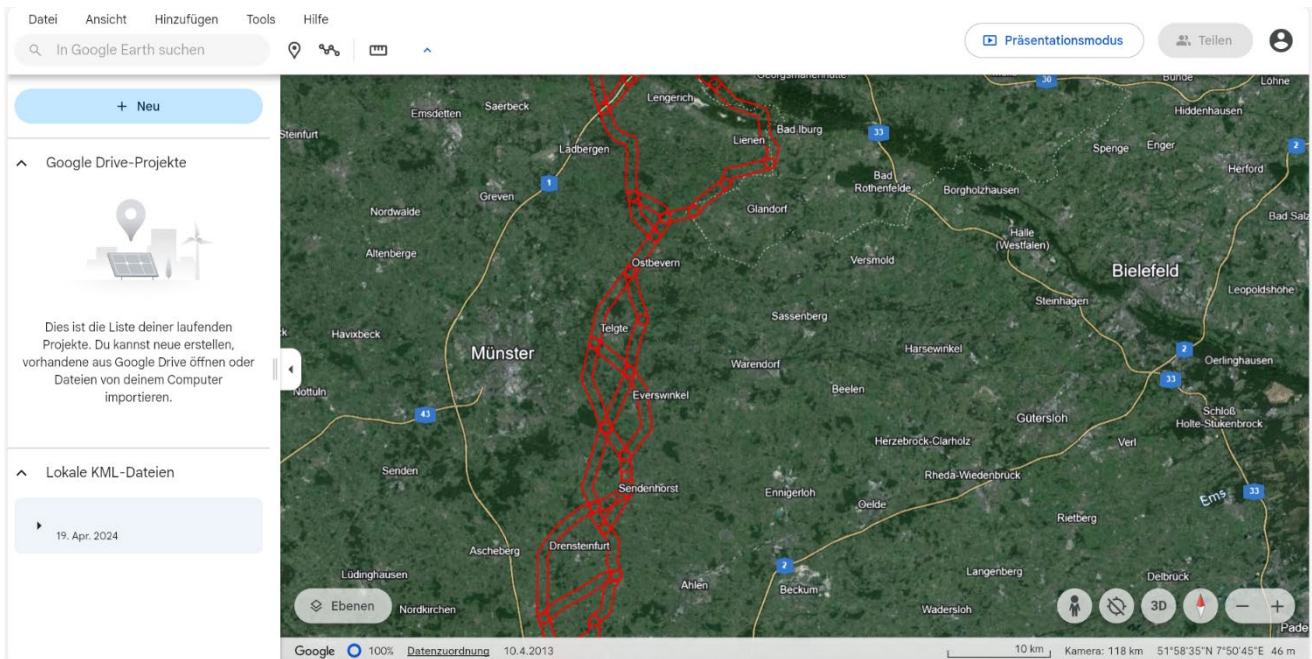 Datei Ansicht Hinzufügen Tools Hilfe
In Google Earth suchen
Präsentationsmodus
Teilen
+ Neu
Google Drive-Projekte
Dies ist die Liste deiner laufenden
Projekte. Du kannst neue erstellen,
vorhandene aus Google Drive öffnen oder
Dateien von deinem Computer
importieren.
Lokale KML-Dateien
19. Apr. 2024
Georgsmarienhütte
30
Bünde
Löhne
Lengerich
Saerbeck
Emsdetten
Hiddenhausen
Steinfurt
Bad Iburg
33
Lienen
Ladbergen
Spenge
Enger
2
Herford
1
Bad
Rothenfelde
Borgholzhausen
Greven
Nordwalde
Glandorf
Bad Salz
Halle
(Westfalen)
Altenberge
Ostbevern
Versmold
Bielefeld
Leopoldshöhe
Steinhagen
Sassenberg
Telgte
Havixbeck
Münster
Harsewinkel
2
Oerlinghausen
Warendorf
33
Nottuln
Everswinkel
Beelen
43
Gütersloh
Schloß
Holte-Stukenbrock
Herzebrock-Clarholz
Verl
Senden
Rheda-Wiedenbrück
Sendenhorst
Ennigerloh
Ems
33
Oelde
Rietberg
Ascheberg
Drensteinfurt
2
Langenberg
Delbrück
Lüdinghausen
Ahlen
Beckum
Ebenen
Nordkirchen
Wadersloh
3D
Pade
Google 100% Datenzuordnung 10.4.2013 10 km Kamera: 118 km 51°58'35"N 7°50'45"E 46 m